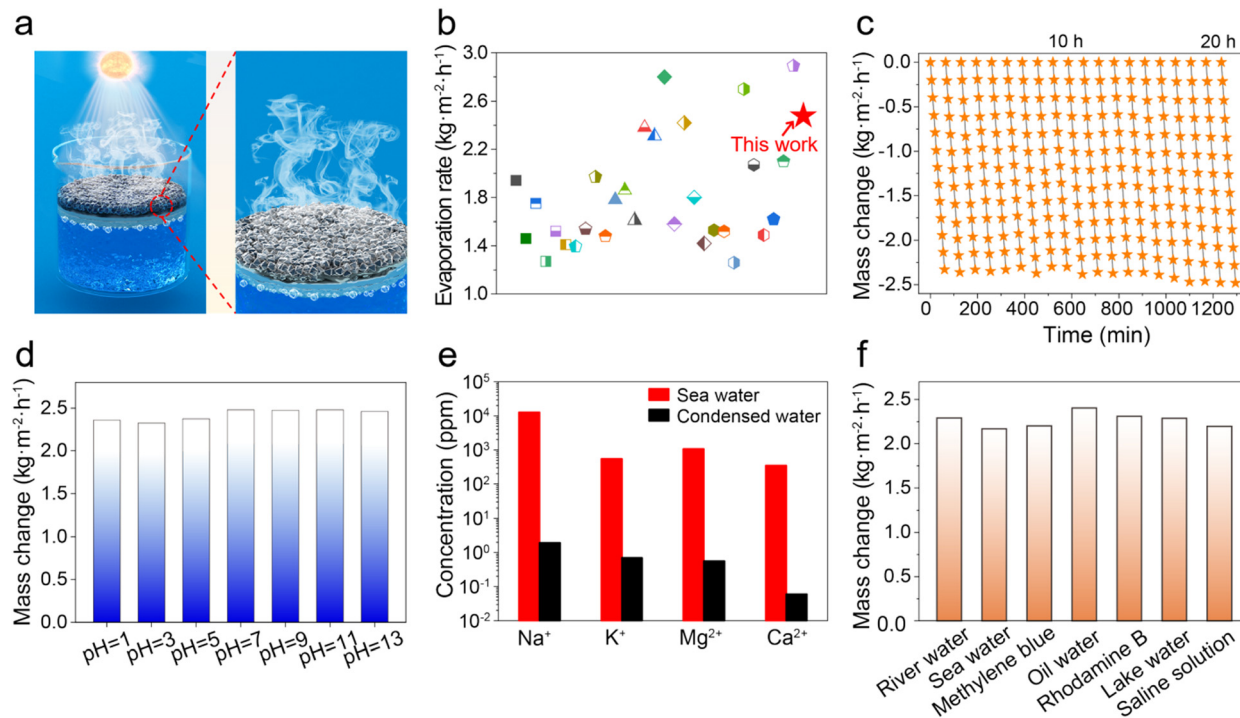 a
b
Evaporation rate (kg·m⁻²·h⁻¹)
3.0
2.6
2.2
1.8
1.4
1.0
This work
c
10 h
20 h
Mass change (kg·m⁻²·h⁻¹)
0.0
-0.5
-1.0
-1.5
-2.0
-2.5
0
200
400
600
800
1000
1200
Time (min)
d
Mass change (kg·m⁻²·h⁻¹)
2.5
2.0
1.5
1.0
0.5
0.0
pH=1
pH=3
pH=5
pH=7
pH=9
pH=11
pH=13
e
Concentration (ppm)
10⁵
10⁴
10³
10²
10¹
10⁰
10⁻¹
10⁻²
Sea water
Condensed water
Na⁺
K⁺
Mg²⁺
Ca²⁺
f
Mass change (kg·m⁻²·h⁻¹)
2.5
2.0
1.5
1.0
0.5
0.0
River water
Sea water
Methylene blue
Oil water
Rhodamine B
Lake water
Saline solution